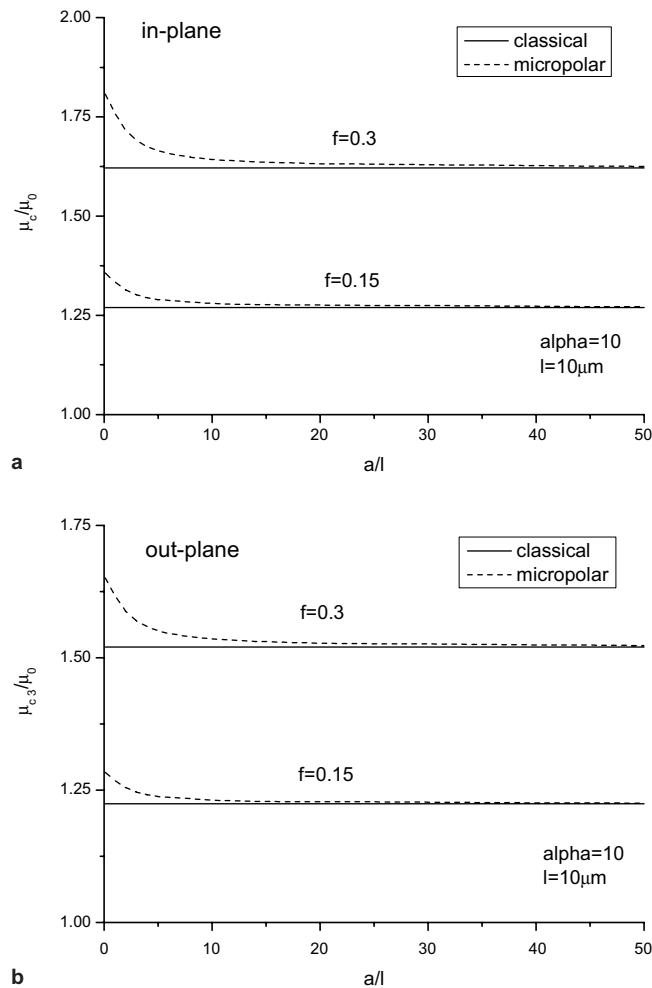 in-plane
classical
micropolar
2.00
1.75
1.50
1.25
1.00
μc/μ0
f=0.3
f=0.15
alpha=10
l=10μm
0 10 20 30 40 50
a/l
a
out-plane
classical
micropolar
1.75
1.50
1.25
1.00
μc 3/μ0
f=0.3
f=0.15
alpha=10
l=10μm
0 10 20 30 40 50
a/l
b